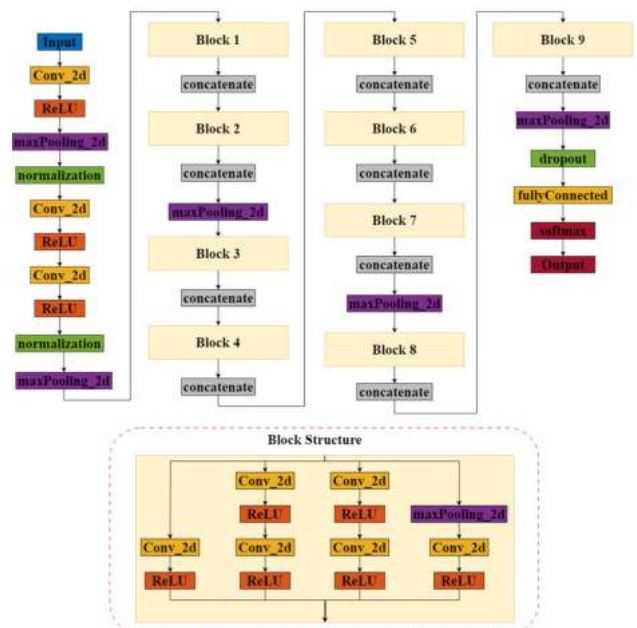 Input
Conv_2d
ReLU
maxPooling_2d
normalization
Conv_2d
ReLU
Conv_2d
ReLU
normalization
maxPooling_2d
Block 1
concatenate
Block 2
concatenate
maxPooling_2d
Block 3
concatenate
Block 4
concatenate
Block 5
concatenate
Block 6
concatenate
Block 7
concatenate
maxPooling_2d
Block 8
concatenate
Block 9
concatenate
maxPooling_2d
dropout
fullyConnected
softmax
Output
Block Structure
Conv_2d
ReLU
Conv_2d
ReLU
Conv_2d
ReLU
Conv_2d
ReLU
Conv_2d
ReLU
maxPooling_2d
Conv_2d
ReLU